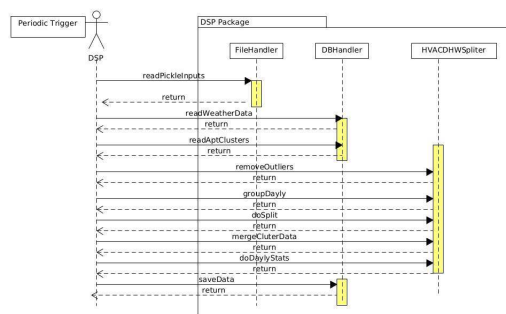 Periodic Trigger
DSP Package
DSP
FileHandler
DBHandler
HVACDHWSpliter
readPickleInputs
return
readWeatherData
return
readAptClusters
return
removeOutliers
return
groupDayly
return
doSplit
return
mergeCluterData
return
doDaylyStats
return
saveData
return